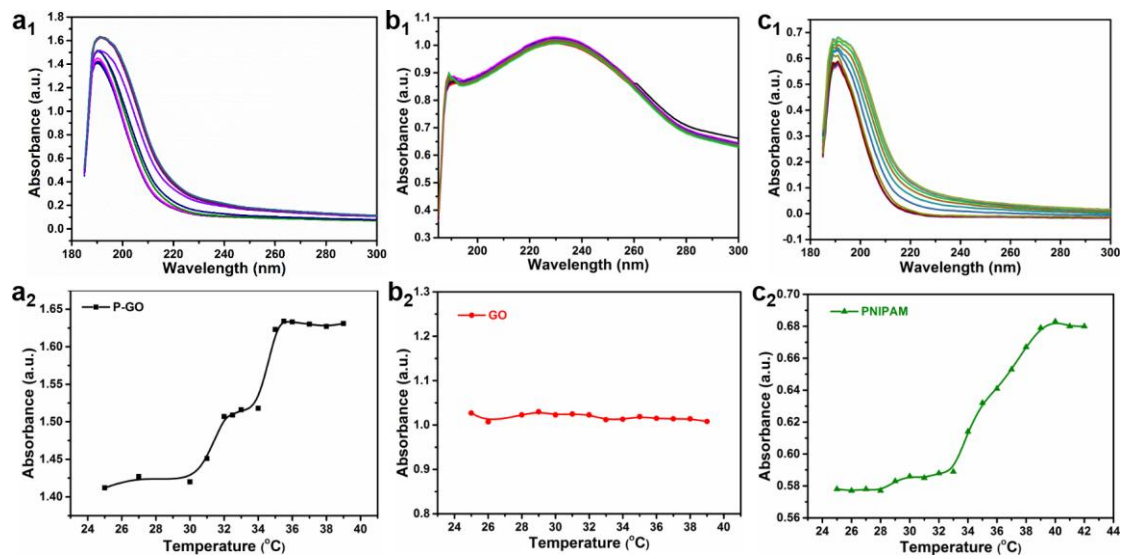 a1
1.8
1.6
1.4
1.2
1.0
0.8
0.6
0.4
0.2
0.0
Absorbance (a.u.)
180 200 220 240 260 280 300
Wavelength (nm)
b1
1.1
1.0
0.9
0.8
0.7
0.6
0.5
0.4
0.3
Absorbance (a.u.)
200 220 240 260 280 300
Wavelength (nm)
c1
0.7
0.6
0.5
0.4
0.3
0.2
0.1
0.0
-0.1
Absorbance (a.u.)
180 200 220 240 260 280 300
Wavelength (nm)
a2
P-GO
1.65
1.60
1.55
1.50
1.45
1.40
Absorbance (a.u.)
24 26 28 30 32 34 36 38 40
Temperature (°C)
b2
GO
1.3
1.2
1.1
1.0
0.9
0.8
Absorbance (a.u.)
24 26 28 30 32 34 36 38 40
Temperature (°C)
c2
PNIPAM
0.70
0.68
0.66
0.64
0.62
0.60
0.58
0.56
Absorbance (a.u.)
24 26 28 30 32 34 36 38 40 42 44
Temperature (°C)